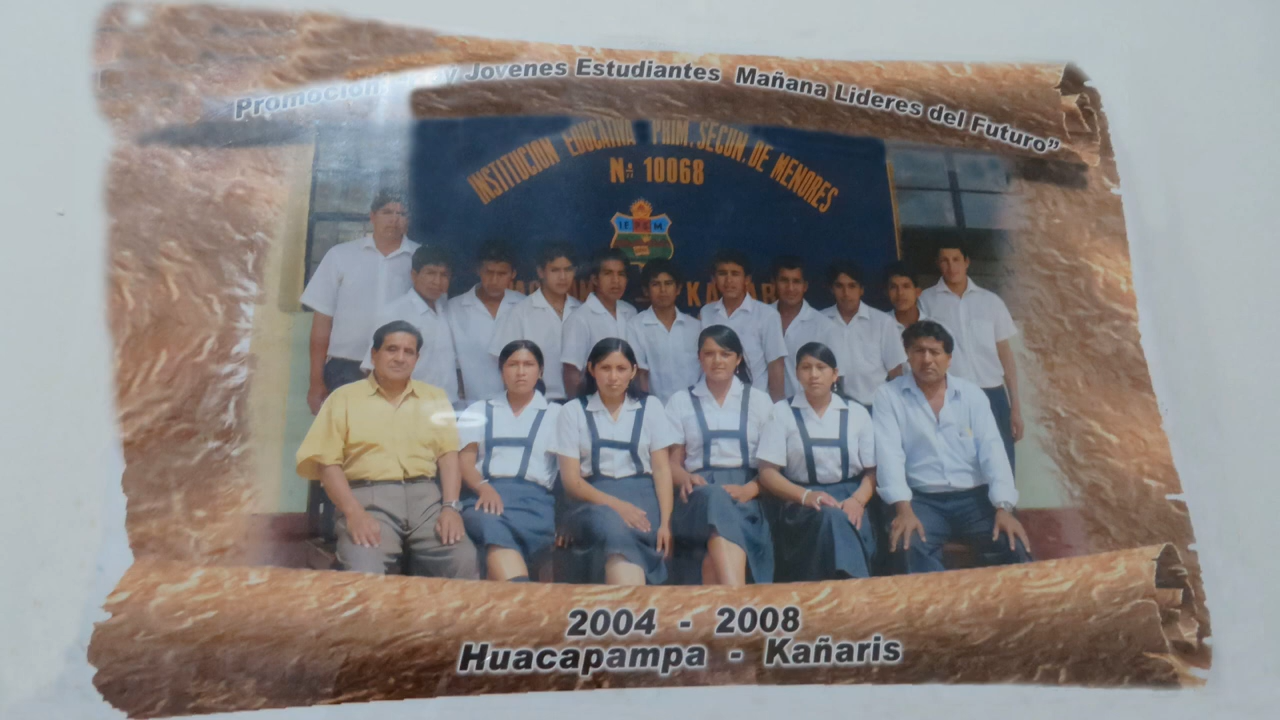 Promoción: y Jovenes Estudiantes Mañana Lideres del Futuro"
INSTITUCION EDUCATIVA PRIM. SECUN. DE MENORES
Nº 10068
I.E.P.S.M.
2004 - 2008
Huacapampa - Kañaris